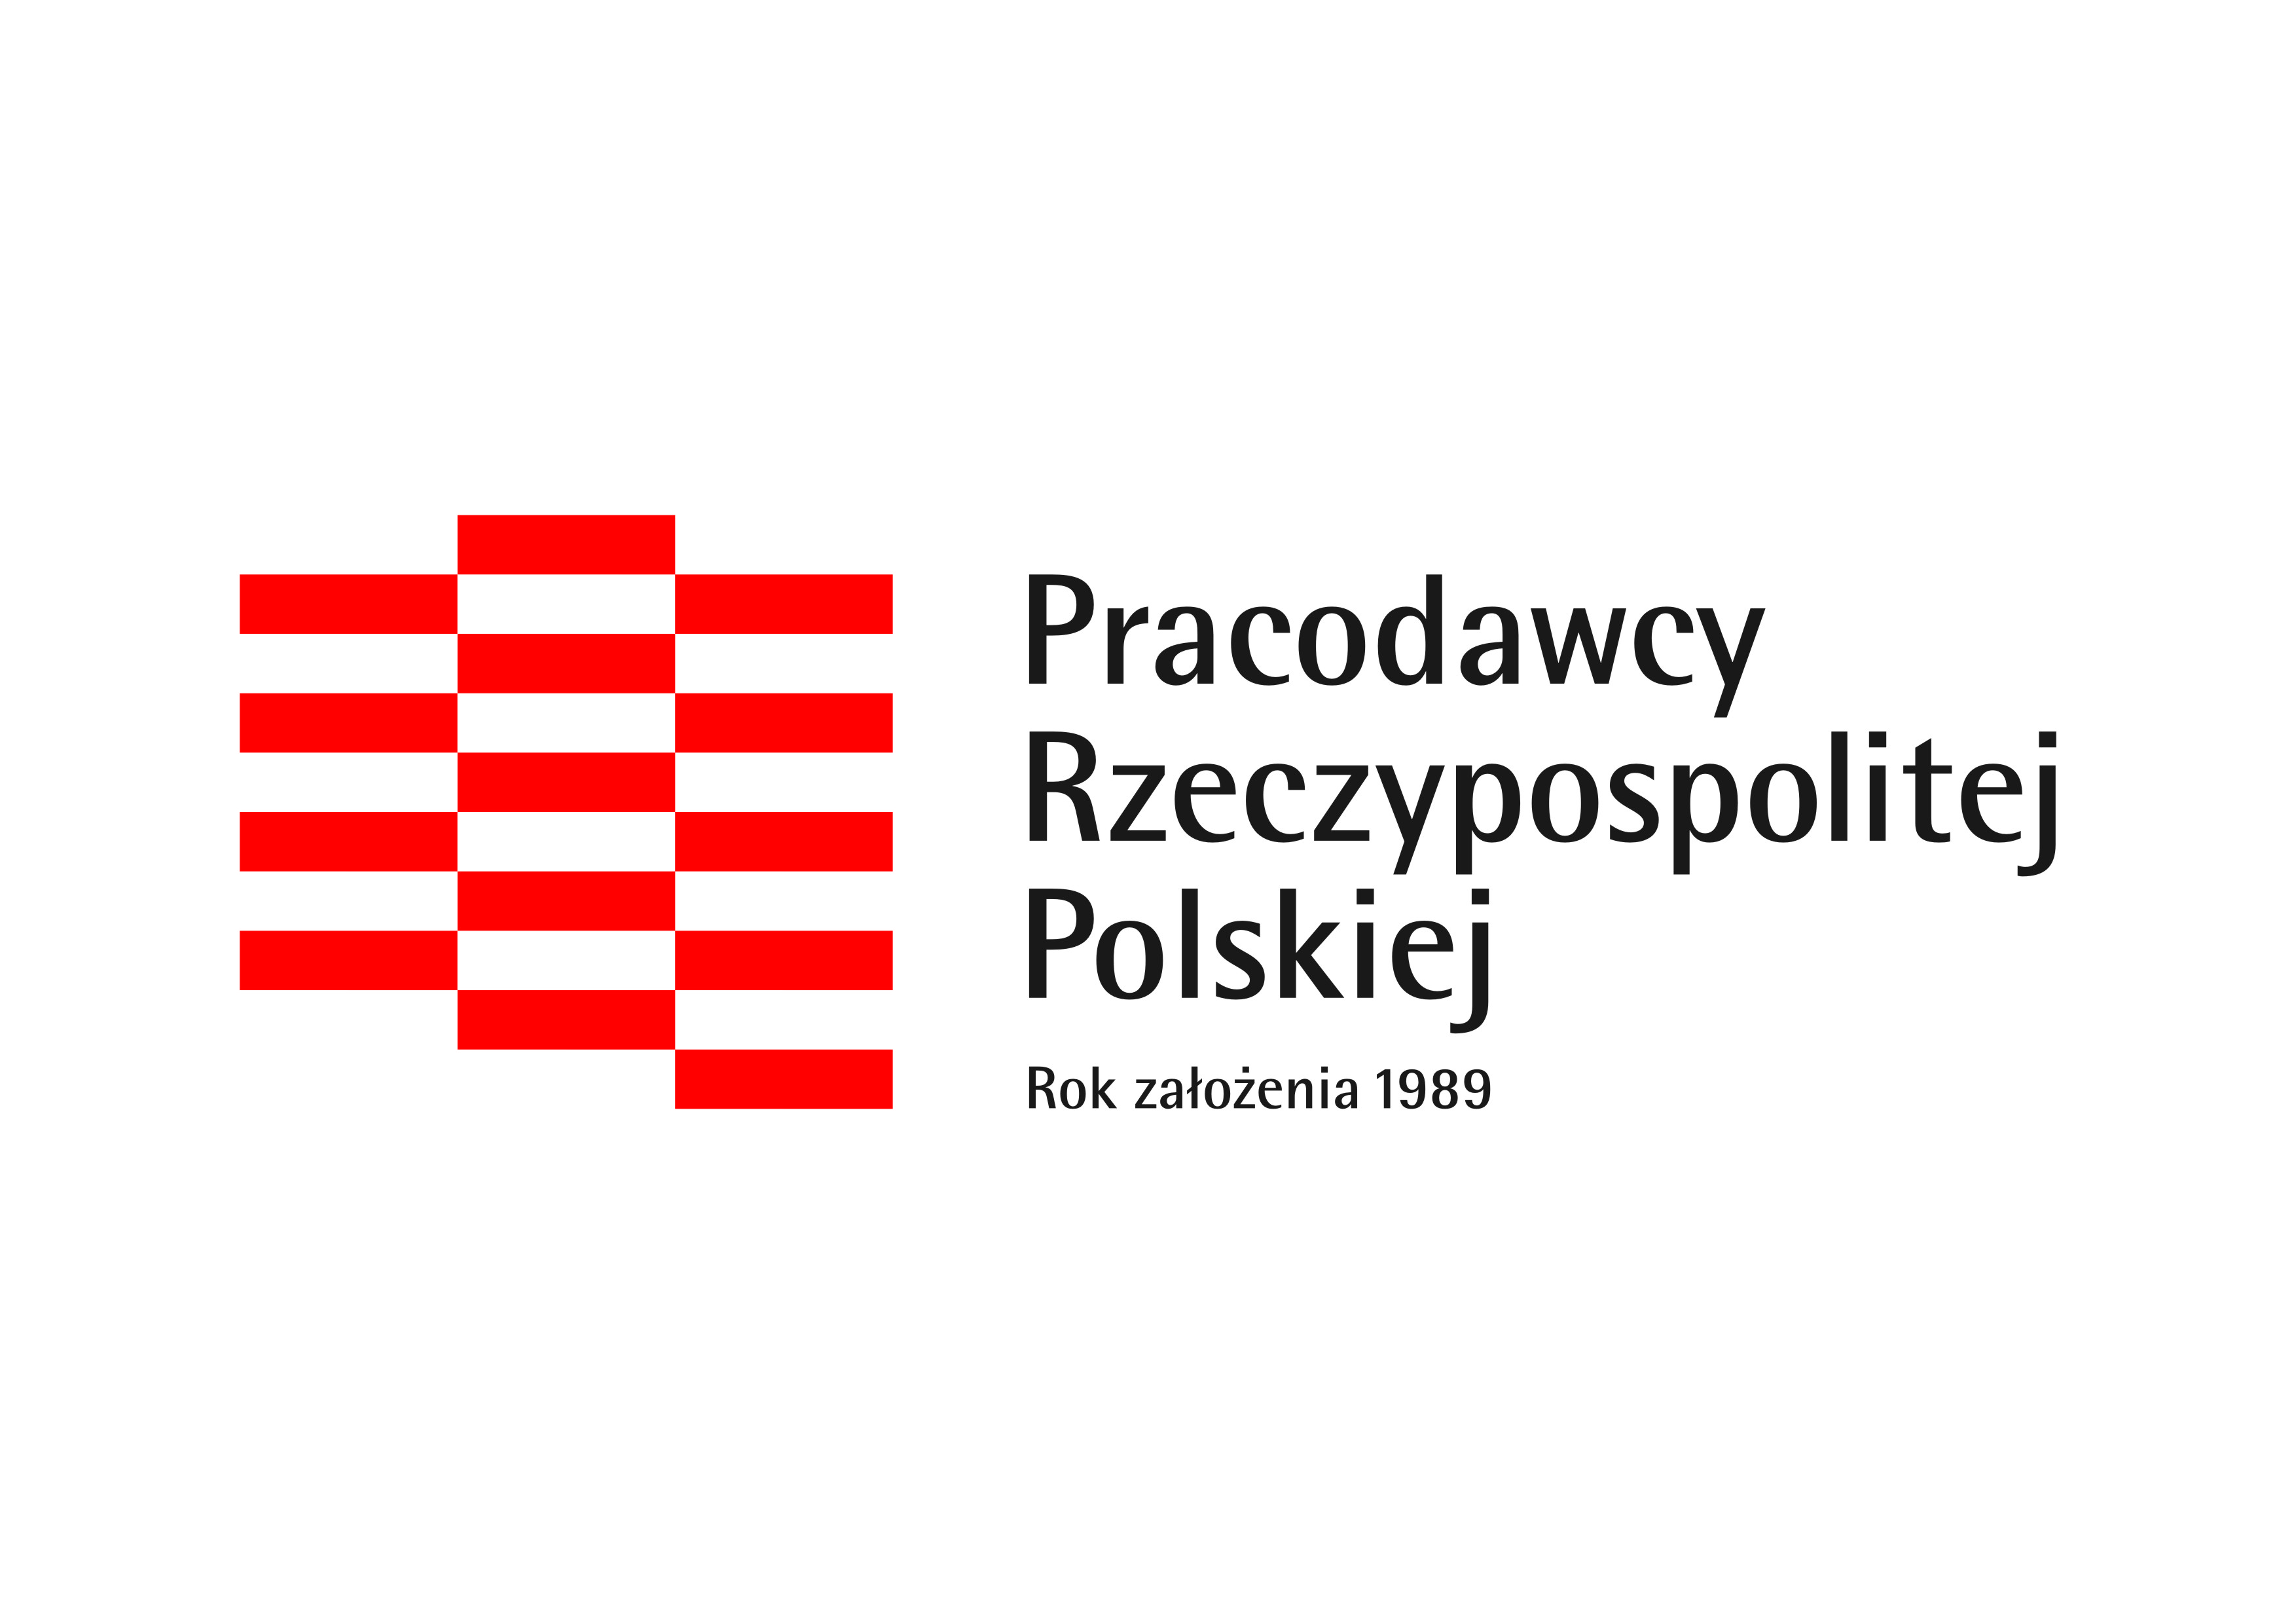 Pracodawcy
Rzeczypospolitej
Polskiej
Rok założenia 1989